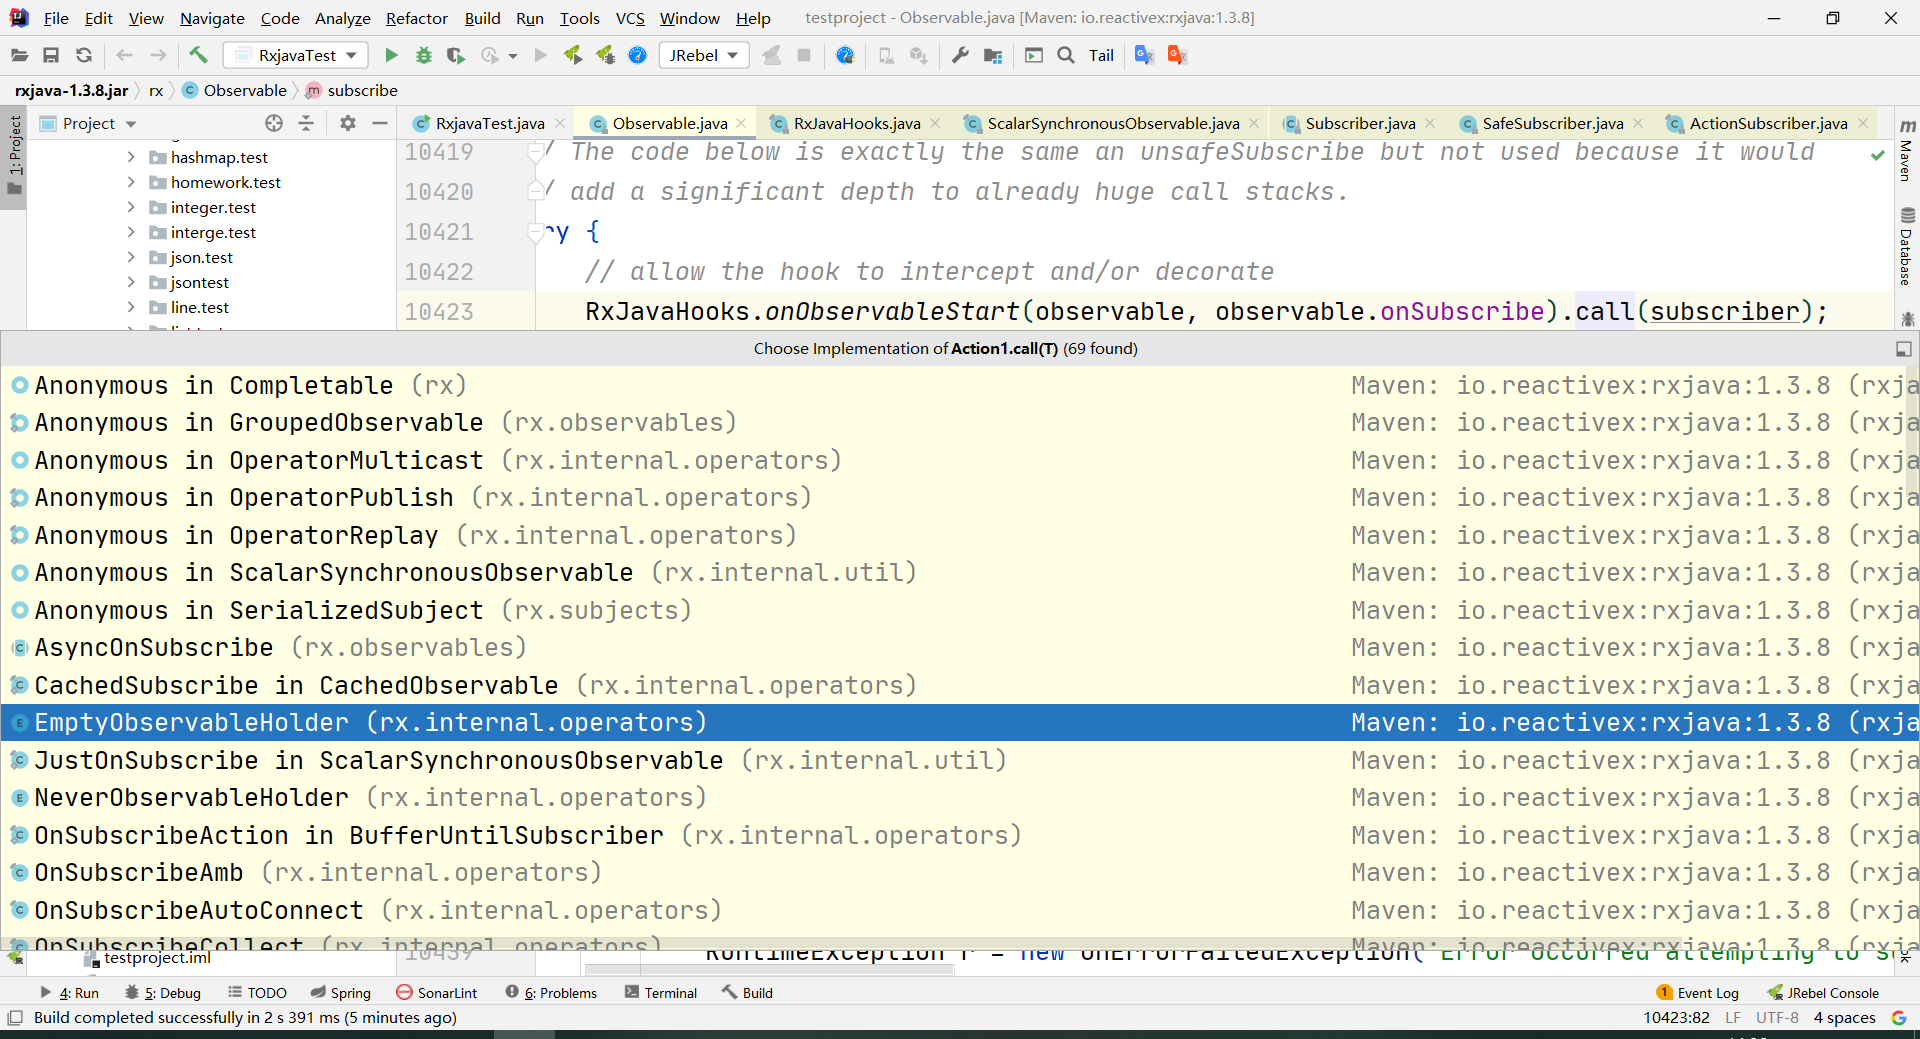 File Edit View Navigate Code Analyze Refactor Build Run Tools VCS Window Help testproject - Observable.java [Maven: io.reactivex:rxjava:1.3.8]
RxjavaTest JRebel Tail
rxjava-1.3.8.jar rx Observable subscribe
Project RxjavaTest.java Observable.java RxJavaHooks.java ScalarSynchronousObservable.java Subscriber.java SafeSubscriber.java ActionSubscriber.java
1: Project
Maven
Database
hashmap.test
homework.test
integer.test
interge.test
json.test
jsontest
line.test
10419 / The code below is exactly the same an unsafeSubscribe but not used because it would
10420 / add a significant depth to already huge call stacks.
10421 ry {
10422 // allow the hook to intercept and/or decorate
10423 RxJavaHooks.onObservableStart(observable, observable.onSubscribe).call(subscriber);
Choose Implementation of Action1.call(T) (69 found)
Anonymous in Completable (rx) Maven: io.reactivex:rxjava:1.3.8 (rxja
Anonymous in GroupedObservable (rx.observables) Maven: io.reactivex:rxjava:1.3.8 (rxja
Anonymous in OperatorMulticast (rx.internal.operators) Maven: io.reactivex:rxjava:1.3.8 (rxja
Anonymous in OperatorPublish (rx.internal.operators) Maven: io.reactivex:rxjava:1.3.8 (rxja
Anonymous in OperatorReplay (rx.internal.operators) Maven: io.reactivex:rxjava:1.3.8 (rxja
Anonymous in ScalarSynchronousObservable (rx.internal.util) Maven: io.reactivex:rxjava:1.3.8 (rxja
Anonymous in SerializedSubject (rx.subjects) Maven: io.reactivex:rxjava:1.3.8 (rxja
AsyncOnSubscribe (rx.observables) Maven: io.reactivex:rxjava:1.3.8 (rxja
CachedSubscribe in CachedObservable (rx.internal.operators) Maven: io.reactivex:rxjava:1.3.8 (rxja
EmptyObservableHolder (rx.internal.operators) Maven: io.reactivex:rxjava:1.3.8 (rxja
JustOnSubscribe in ScalarSynchronousObservable (rx.internal.util) Maven: io.reactivex:rxjava:1.3.8 (rxja
NeverObservableHolder (rx.internal.operators) Maven: io.reactivex:rxjava:1.3.8 (rxja
OnSubscribeAction in BufferUntilSubscriber (rx.internal.operators) Maven: io.reactivex:rxjava:1.3.8 (rxja
OnSubscribeAmb (rx.internal.operators) Maven: io.reactivex:rxjava:1.3.8 (rxja
OnSubscribeAutoConnect (rx.internal.operators) Maven: io.reactivex:rxjava:1.3.8 (rxja
OnSubscribeCollect (rx.internal.operators) Maven: io.reactivex:rxjava:1.3.8 (rxja
testproject.iml 10439 RuntimeException r = new OnErrorFailedException("Error occurred attempting to s
4: Run 5: Debug TODO Spring SonarLint 6: Problems Terminal Build 1 Event Log JRebel Console
Build completed successfully in 2 s 391 ms (5 minutes ago) 10423:82 LF UTF-8 4 spaces